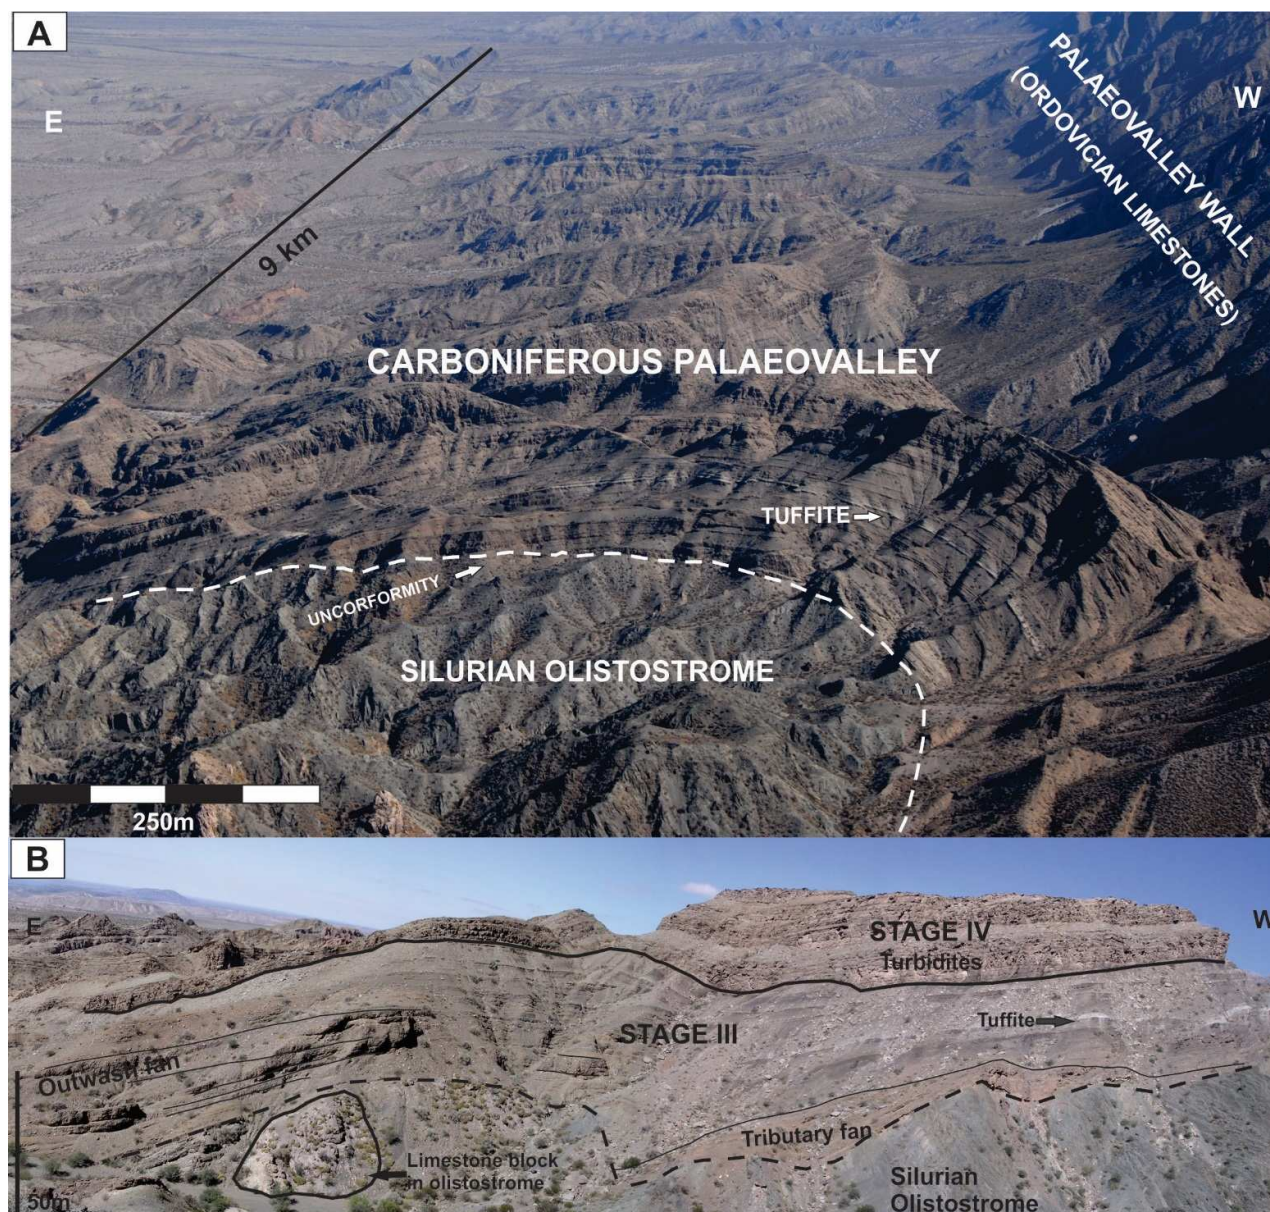 A
E
W
PALAEOVALLEY WALL
(ORDOVICIAN LIMESTONES)
9 km
CARBONIFEROUS PALAEOVALLEY
TUFFITE
UNCORFORMITY
SILURIAN OLISTOSTROME
250m
B
E
W
STAGE IV
Turbidites
STAGE III
Tuffite
Outwash fan
Tributary fan
Limestone block
in olistostrome
Silurian
Olistostrome
50m